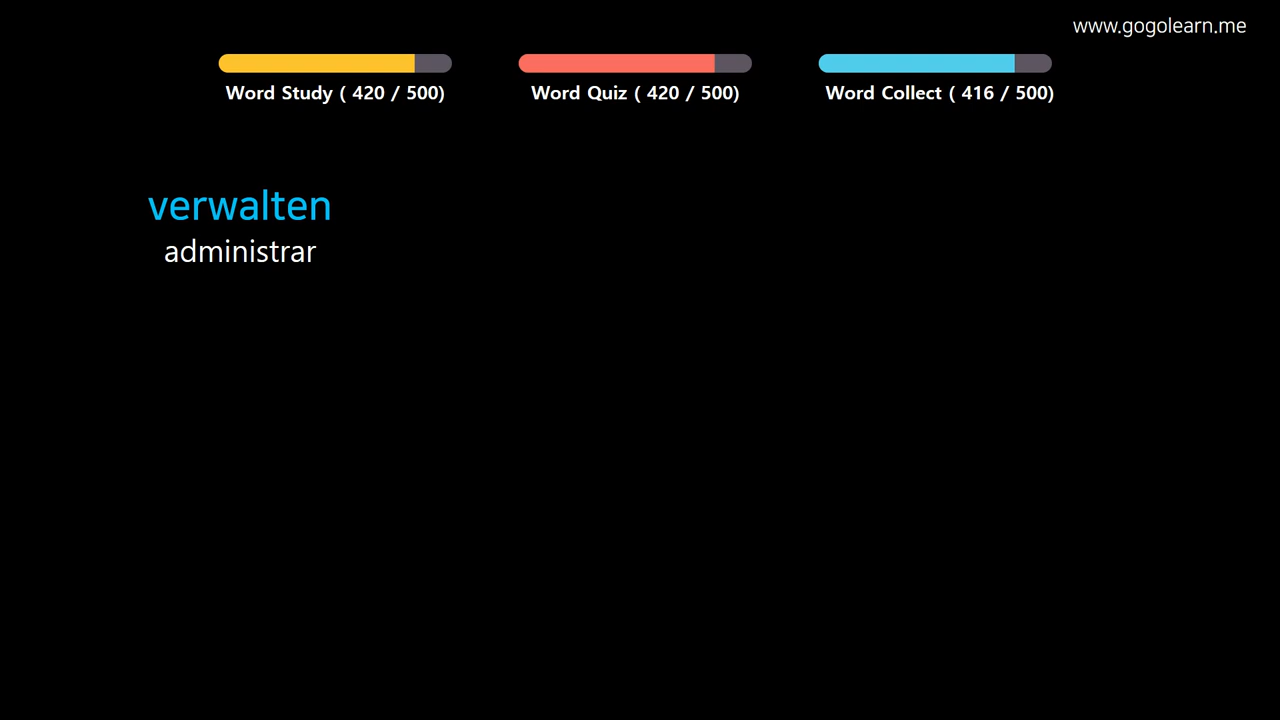 www.gogolearn.me
Word Study ( 420 / 500)
Word Quiz ( 420 / 500)
Word Collect ( 416 / 500)
verwalten
administrar